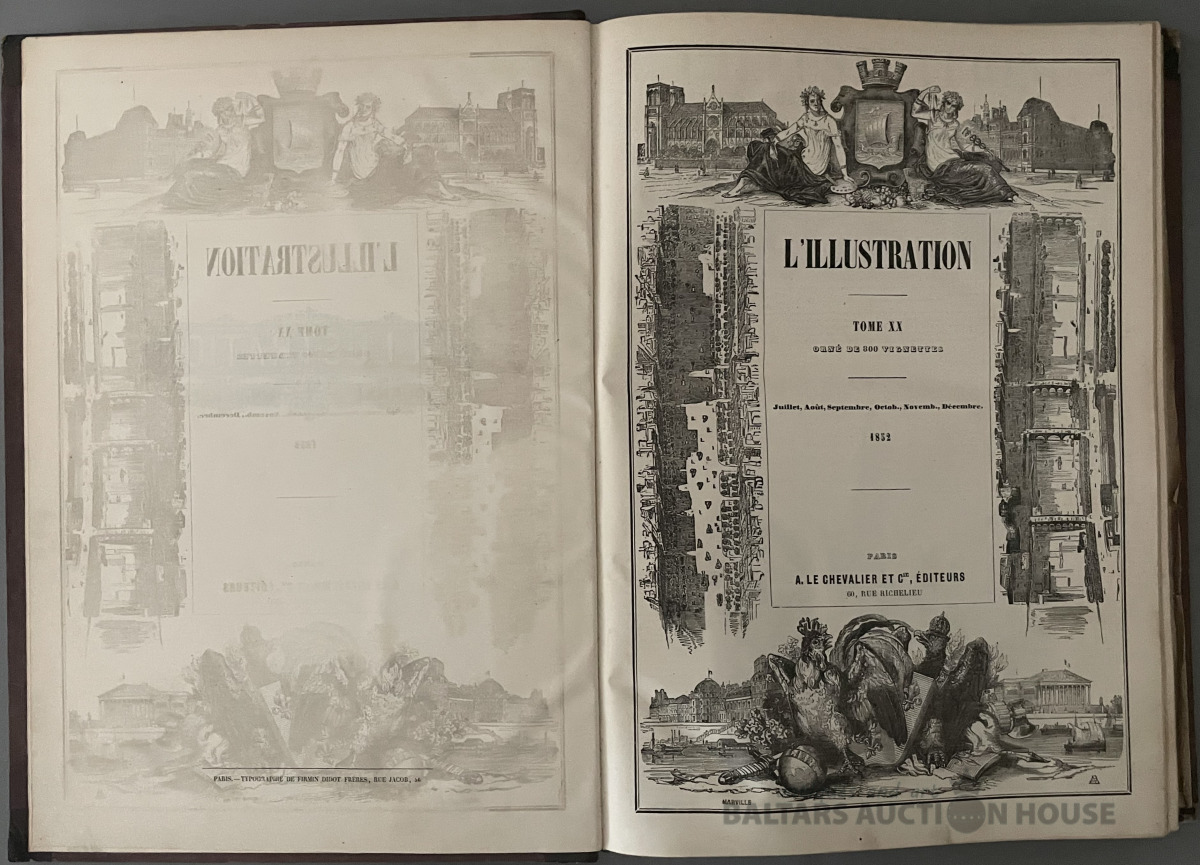 PARIS.—TYPOGRAPHIE DE FIRMIN DIDOT FRÈRES, RUE JACOB, 56
L'ILLUSTRATION
TOME XX
ORNÉ DE 800 VIGNETTES
Juillet, Août, Septembre, Octob., Novemb., Décembre.
1852
PARIS
A. LE CHEVALIER ET Cie, ÉDITEURS
60, RUE RICHELIEU
MARVILLE
BALTARS AUCTION HOUSE